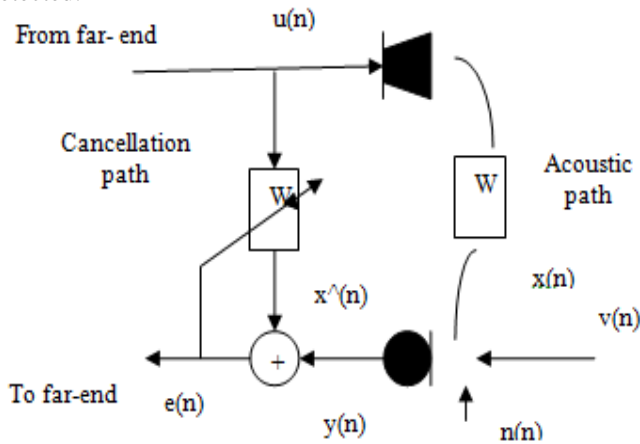 u(n)
From far- end
Cancellation
path
W
W
Acoustic
path
x^(n)
x(n)
v(n)
+
To far-end
e(n)
y(n)
n(n)